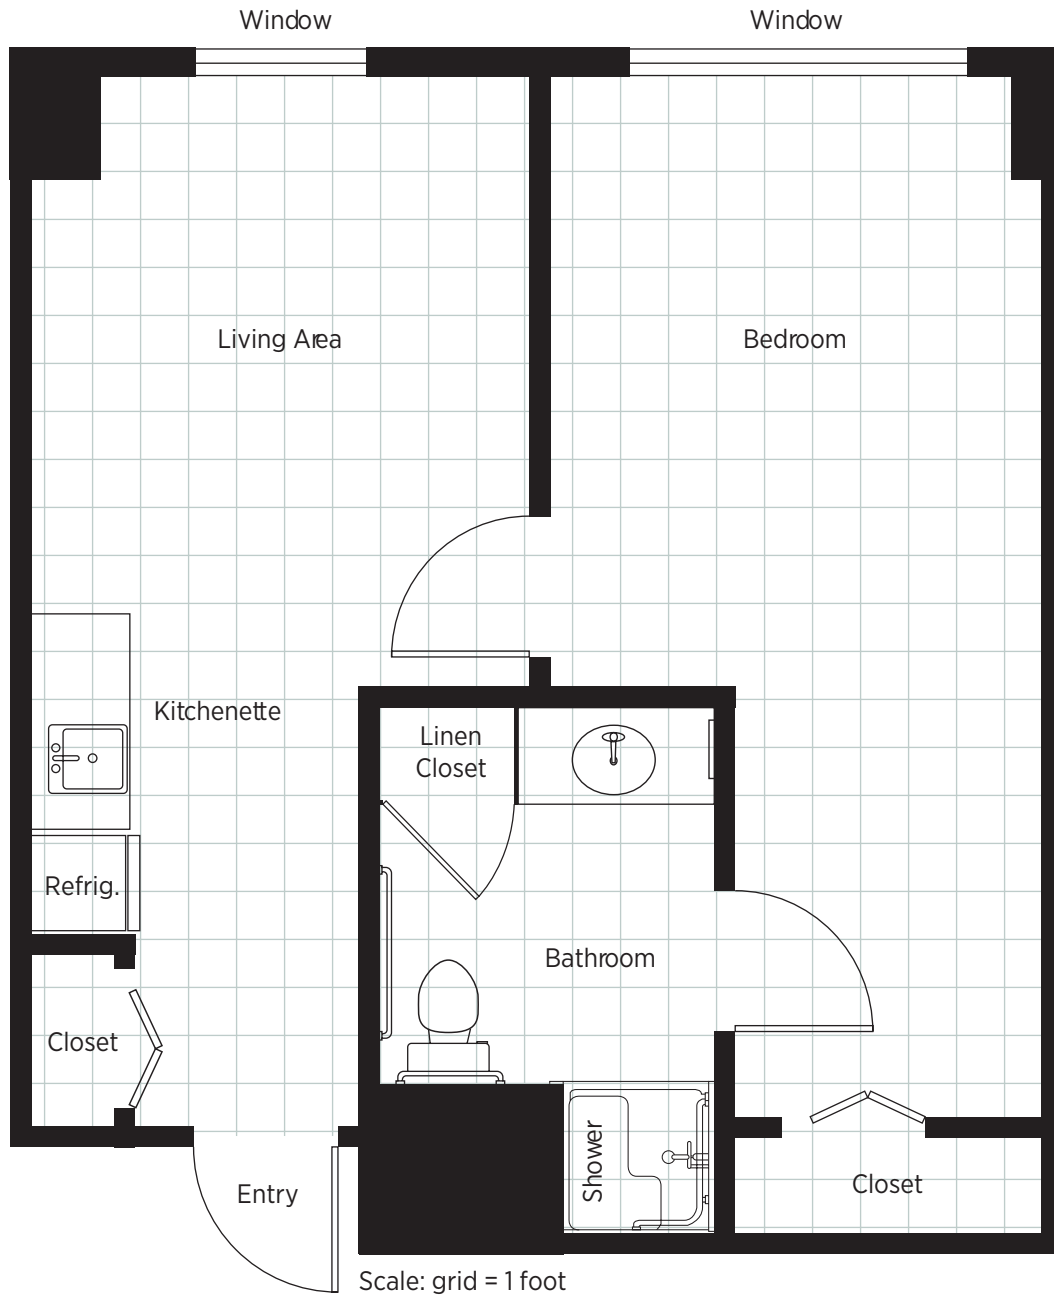 Window
Window
Living Area
Bedroom
Kitchenette
Linen
Closet
Refrig.
Bathroom
Closet
Shower
Closet
Entry
Scale: grid = 1 foot